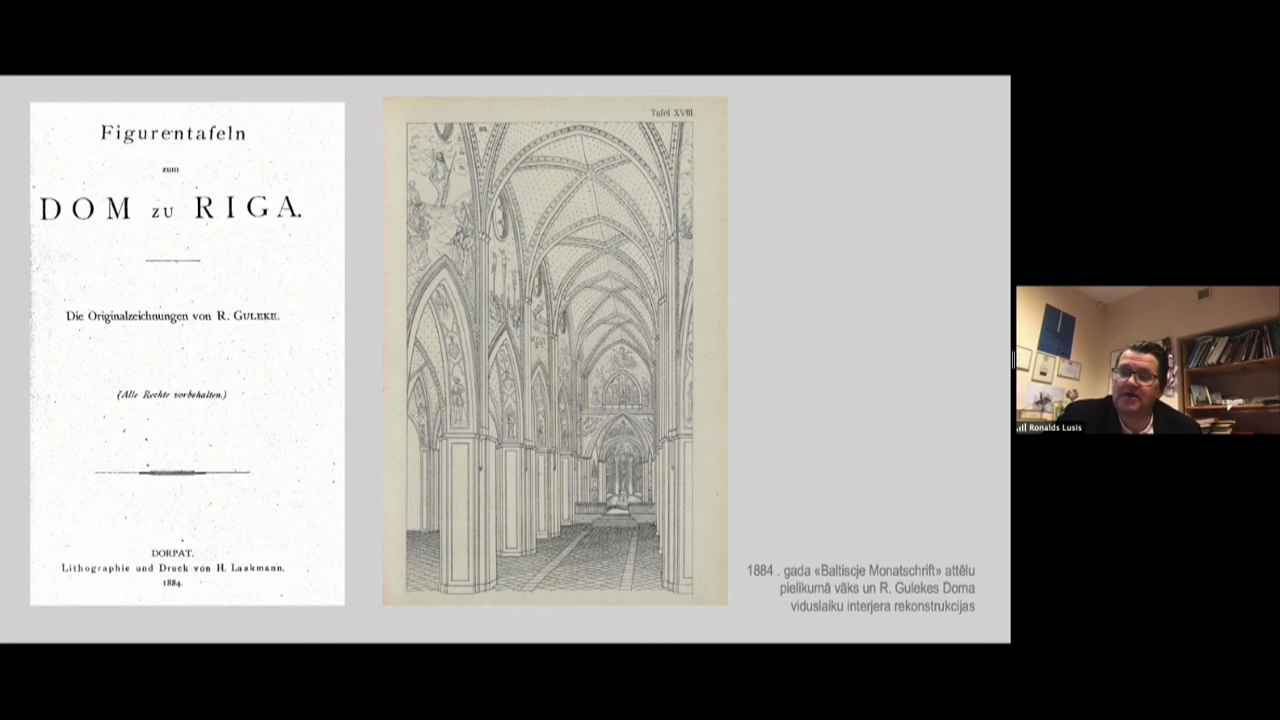 Figurentafeln
zum
DOM ZU RIGA.
Die Originalzeichnungen von R. GULEKE.
(Alle Rechte vorbehalten.)
DORPAT.
Lithographie und Druck von H. Laakmann.
1884.
Tafel XVIII.
1884 . gada «Baltiscje Monatschrift» attēlu
pielikumā vāks un R. Gulekes Doma
viduslaiku interjera rekonstrukcijas
Ronalds Lusis